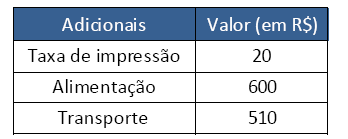 Adicionais Valor (em R$)
Taxa de impressão 20
Alimentação 600
Transporte 510